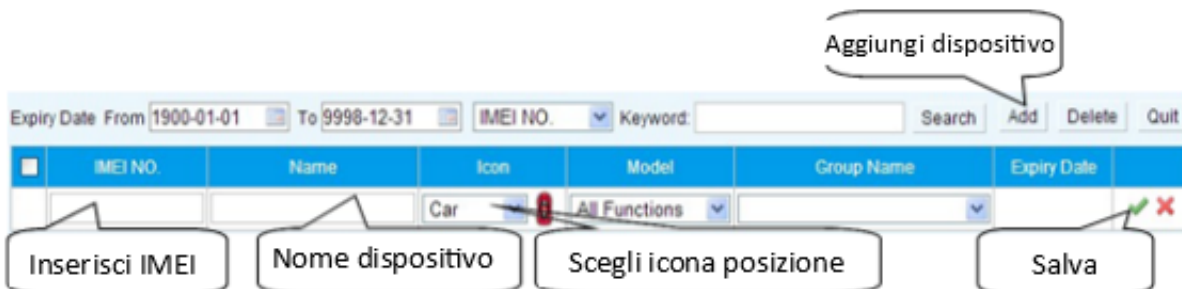 Aggiungi dispositivo
Expiry Date From 1900-01-01 To 9998-12-31 IMEI NO. Keyword: Search Add Delete Quit
IMEI NO. Name Icon Model Group Name Expiry Date
Car All Functions
Inserisci IMEI Nome dispositivo Scegli icona posizione Salva